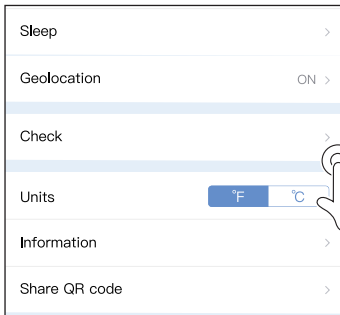 Sleep
Geolocation ON
Check
Units °F °C
Information
Share QR code